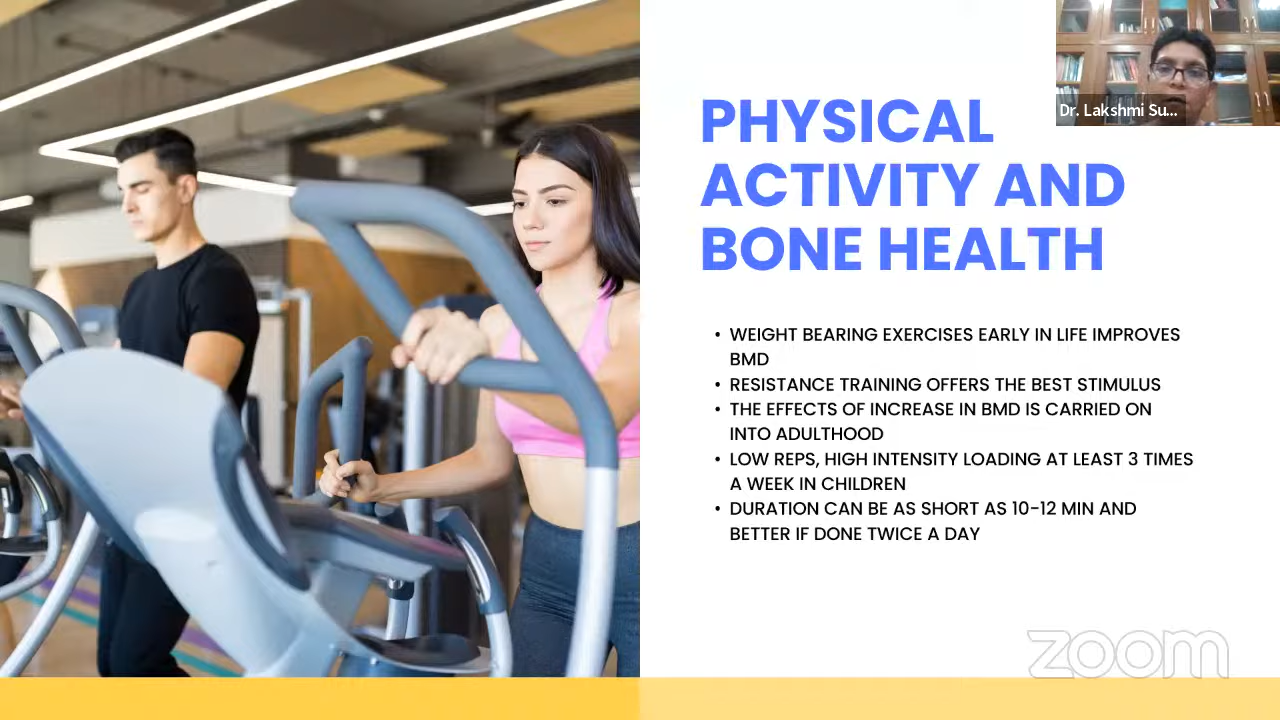 Dr. Lakshmi Su...
PHYSICAL
ACTIVITY AND
BONE HEALTH
• WEIGHT BEARING EXERCISES EARLY IN LIFE IMPROVES
BMD
• RESISTANCE TRAINING OFFERS THE BEST STIMULUS
• THE EFFECTS OF INCREASE IN BMD IS CARRIED ON
INTO ADULTHOOD
• LOW REPS, HIGH INTENSITY LOADING AT LEAST 3 TIMES
A WEEK IN CHILDREN
• DURATION CAN BE AS SHORT AS 10-12 MIN AND
BETTER IF DONE TWICE A DAY
zoom